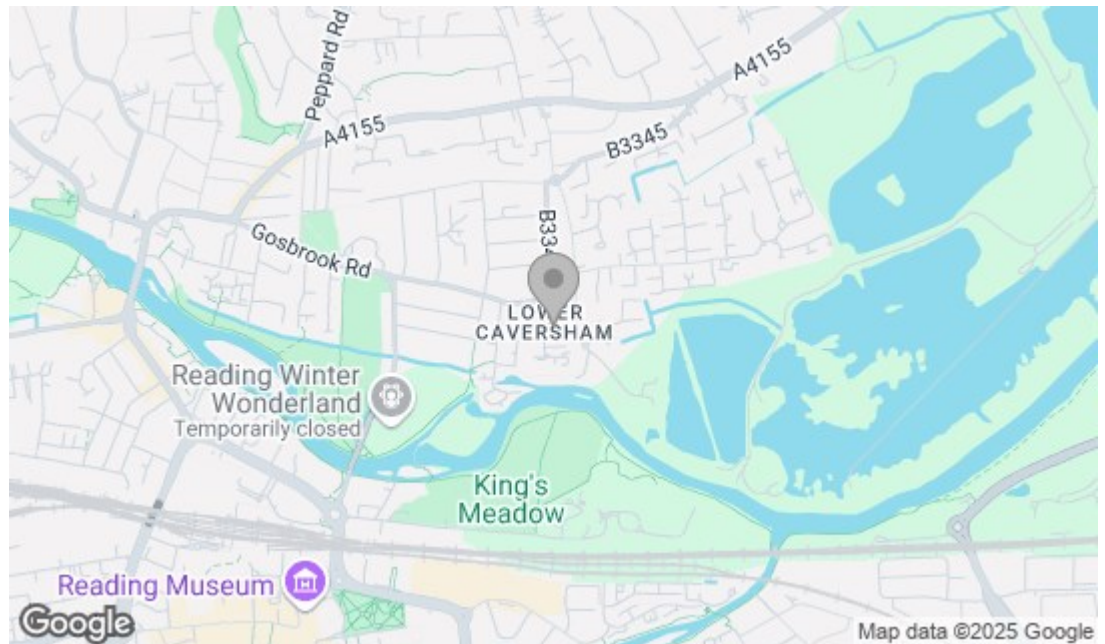 Peppard Rd
A4155
A4155
B3345
Gosbrook Rd
LOWER
CAVERSHAM
Reading Winter
Wonderland
Temporarily closed
King's
Meadow
Reading Museum
Google
Map data ©2025 Google